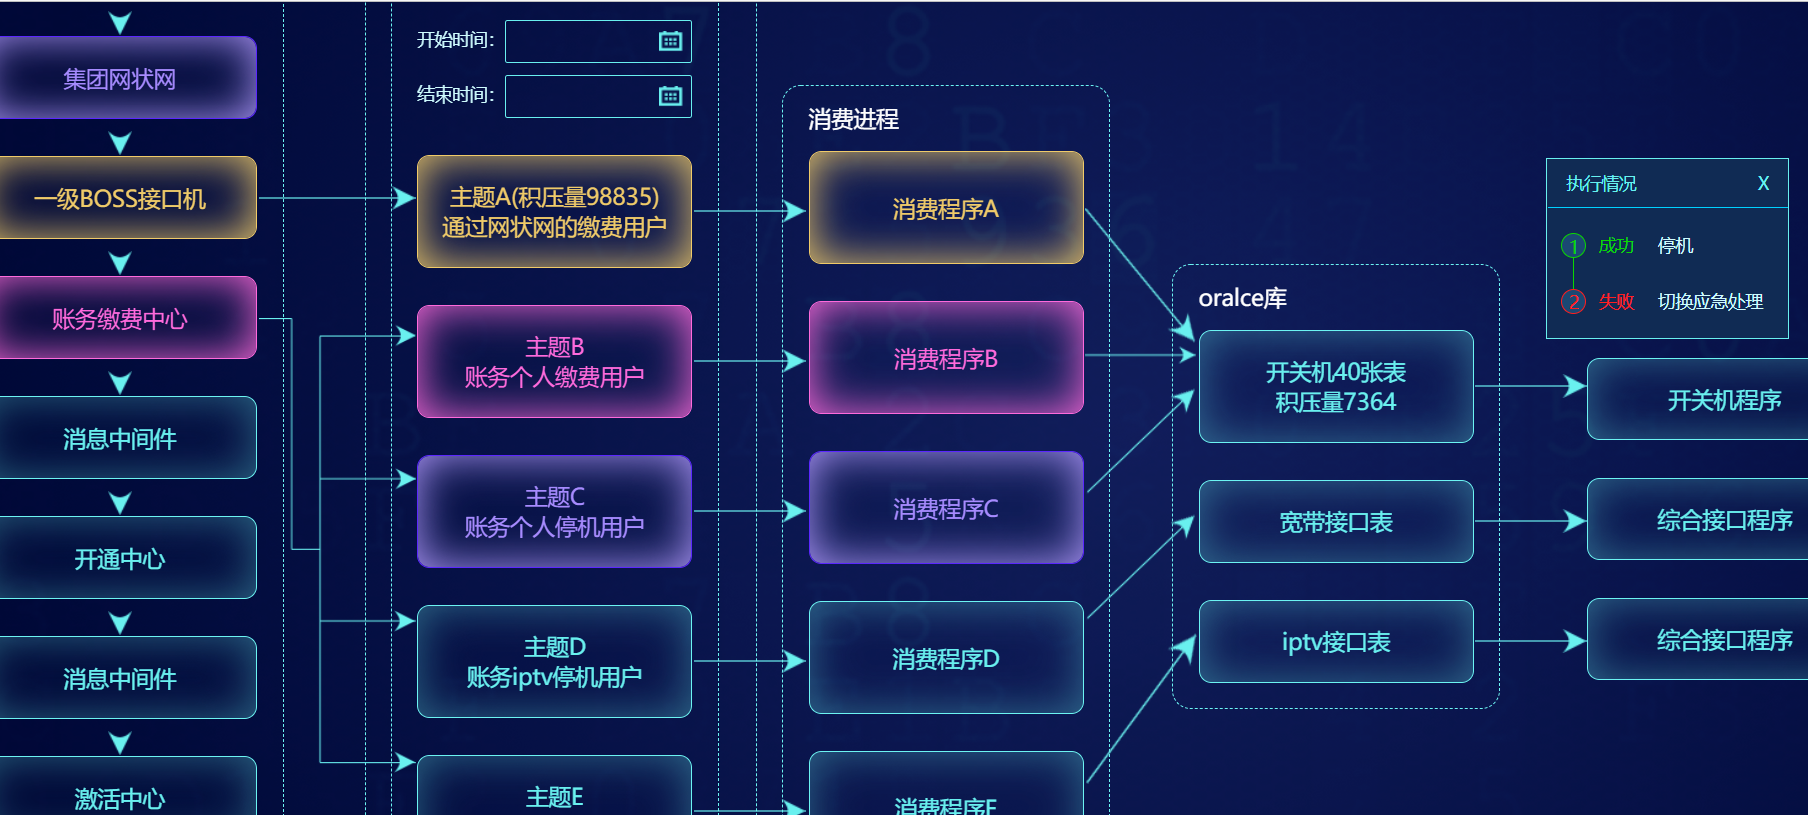 集团网状网
一级BOSS接口机
账务缴费中心
消息中间件
开通中心
消息中间件
激活中心
开始时间：
结束时间：
主题A(积压量98835)
通过网状网的缴费用户
主题B
账务个人缴费用户
主题C
账务个人停机用户
主题D
账务iptv停机用户
主题E
消费进程
消费程序A
消费程序B
消费程序C
消费程序D
消费程序E
oralce库
开关机40张表
积压量7364
宽带接口表
iptv接口表
执行情况 X
1 成功 停机
2 失败 切换应急处理
开关机程序
综合接口程序
综合接口程序